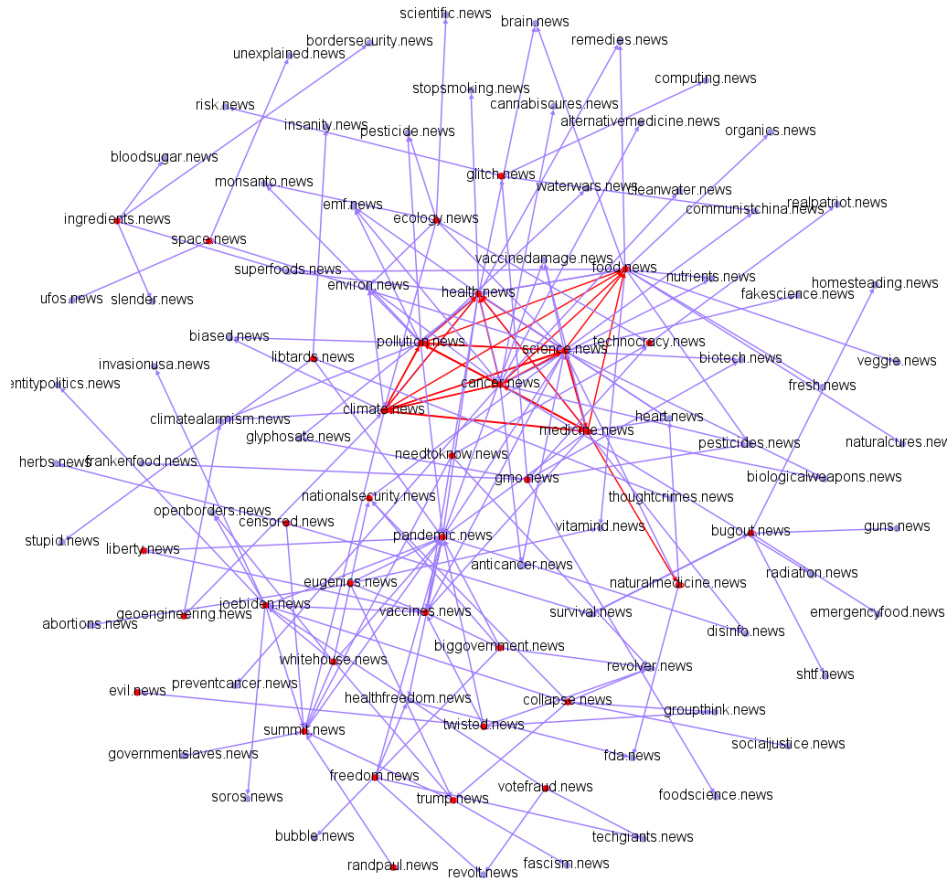 scientific.news
brain.news
bordersecurity.news
remedies.news
unexplained.news
computing.news
stopsmoking.news
risk.news
cannabiscures.news
insanity.news
pesticide.news
alternativemedicine.news
organics.news
bloodsugar.news
glitch.news
monsanto.news
waterwars.news
cleanwater.news
realpatriot.news
emf.news
communistchina.news
ingredients.news
ecology.news
space.news
vaccinedamage.news
superfoods.news
food.news
nutrients.news
homesteading.news
environ.news
health.news
fakescience.news
ufos.news
slender.news
biased.news
pollution.news
science.news
technocracy.news
libtards.news
biotech.news
invasionusa.news
veggie.news
entitypolitics.news
cancer.news
fresh.news
climate.news
climatealarmism.news
heart.news
medicine.news
glyphosate.news
pesticides.news
naturalcures.news
needtoknow.news
herbs.news
frankenfood.news
gmo.news
biologicalweapons.news
nationalsecurity.news
thoughtcrimes.news
openborders.news
censored.news
vitamind.news
guns.news
bugout.news
pandemic.news
stupid.news
liberty.news
anticancer.news
radiation.news
eugenics.news
naturalmedicine.news
joebiden.news
vaccines.news
geoengineering.news
survival.news
emergencyfood.news
abortions.news
disinfo.news
biggovernment.news
whitehouse.news
revolver.news
shtf.news
preventcancer.news
evil.news
healthfreedom.news
collapse.news
groupthink.news
twisted.news
summit.news
socialjustice.news
governmentslaves.news
fda.news
freedom.news
votefraud.news
soros.news
trump.news
foodscience.news
bubble.news
techgiants.news
randpaul.news
fascism.news
revolt.news